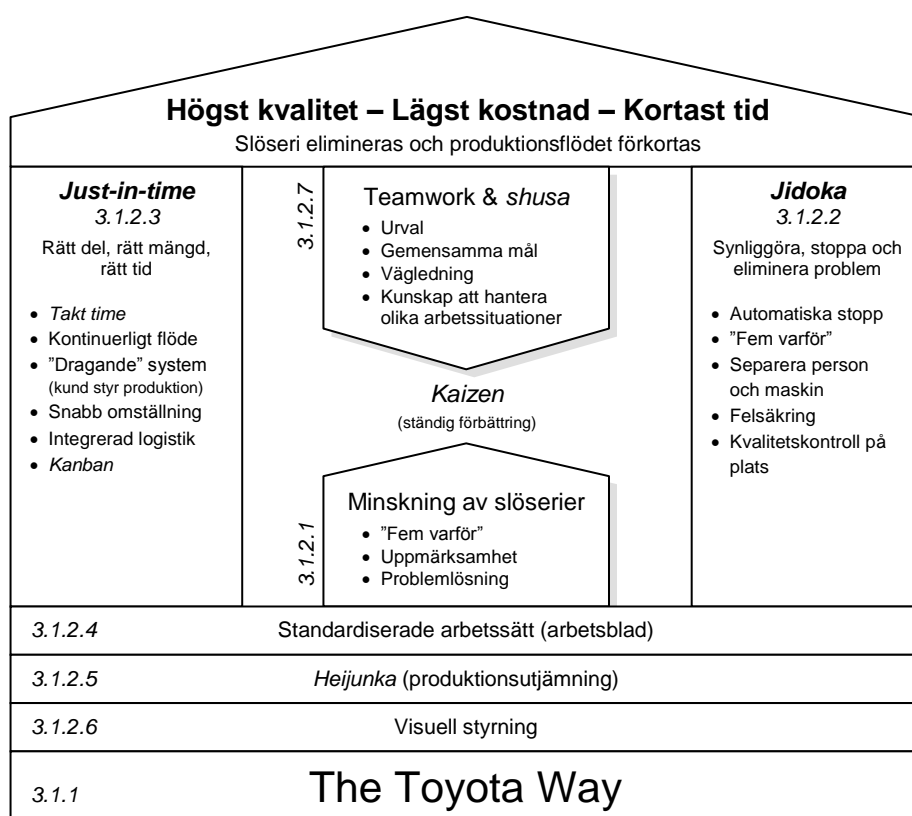 Högst kvalitet – Lägst kostnad – Kortast tid
Slöseri elimineras och produktionsflödet förkortas
Just-in-time
3.1.2.3
Rätt del, rätt mängd,
rätt tid
• Takt time
• Kontinuerligt flöde
• ”Dragande” system
(kund styr produktion)
• Snabb omställning
• Integrerad logistik
• Kanban
3.1.2.7
Teamwork & shusa
• Urval
• Gemensamma mål
• Vägledning
• Kunskap att hantera
olika arbetssituationer
Kaizen
(ständig förbättring)
3.1.2.1
Minskning av slöserier
• ”Fem varför”
• Uppmärksamhet
• Problemlösning
Jidoka
3.1.2.2
Synliggöra, stoppa och
eliminera problem
• Automatiska stopp
• ”Fem varför”
• Separera person
och maskin
• Felsäkring
• Kvalitetskontroll på
plats
3.1.2.4 Standardiserade arbetssätt (arbetsblad)
3.1.2.5 Heijunka (produktionsutjämning)
3.1.2.6 Visuell styrning
3.1.1 The Toyota Way